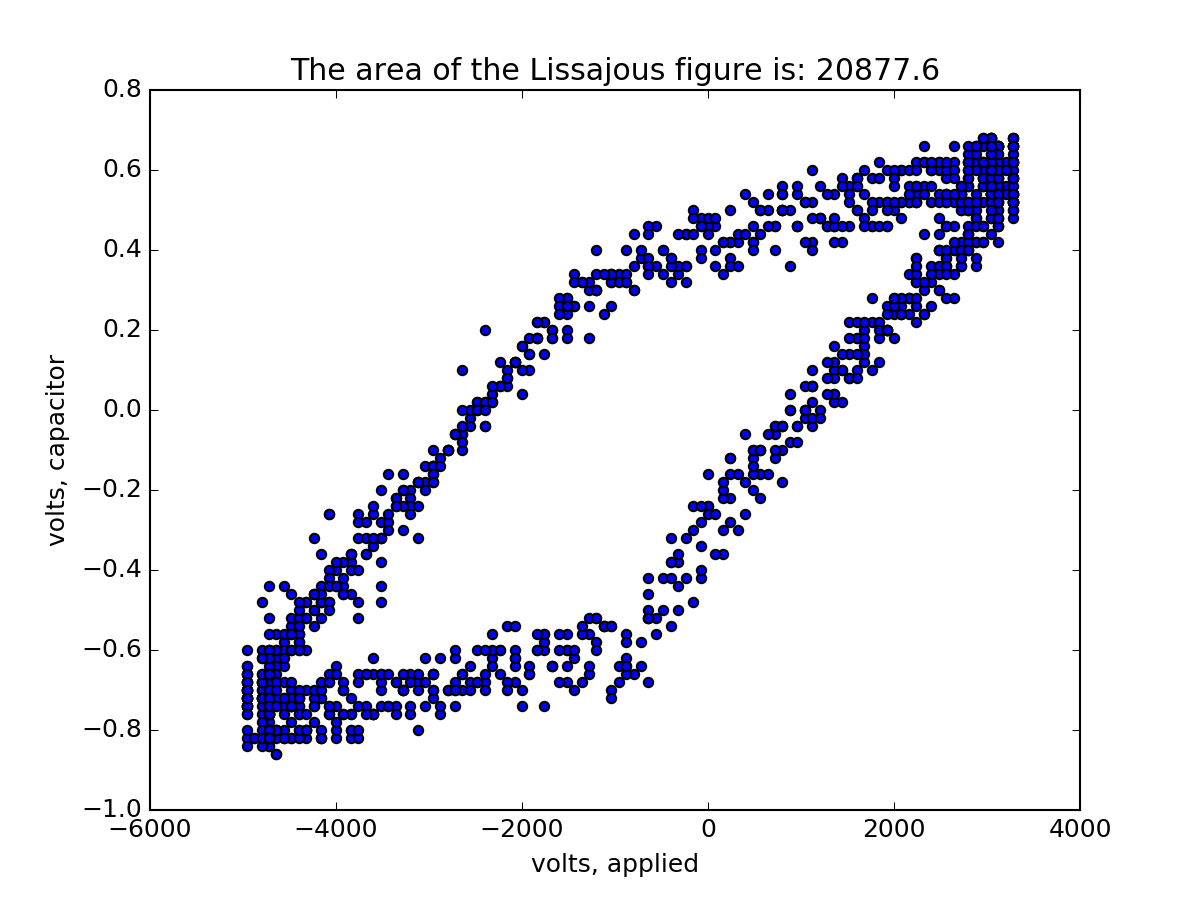 The area of the Lissajous figure is: 20877.6
0.8
0.6
0.4
0.2
0.0
−0.2
−0.4
−0.6
−0.8
−1.0
volts, capacitor
−6000 −4000 −2000 0 2000 4000
volts, applied